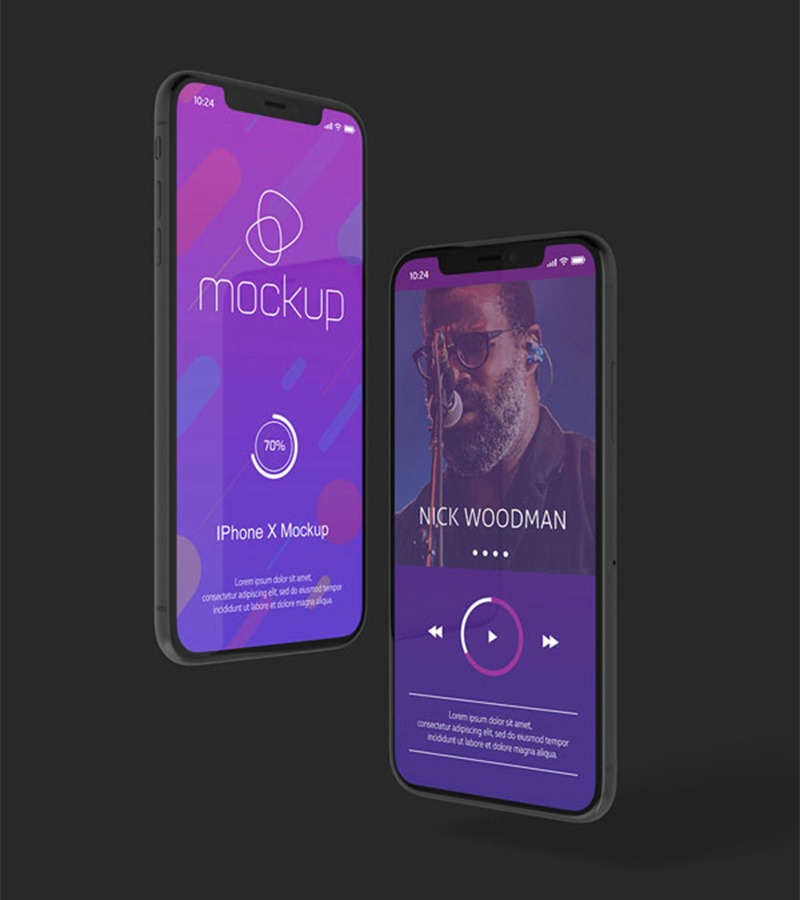 10:24
mockup
70%
IPhone X Mockup
Lorem ipsum dolor sit amet,
consectetur adipiscing elit, sed do eiusmod tempor
incididunt ut labore et dolore magna aliqua.
10:24
NICK WOODMAN
Lorem ipsum dolor sit amet,
consectetur adipiscing elit, sed do eiusmod tempor
incididunt ut labore et dolore magna aliqua.